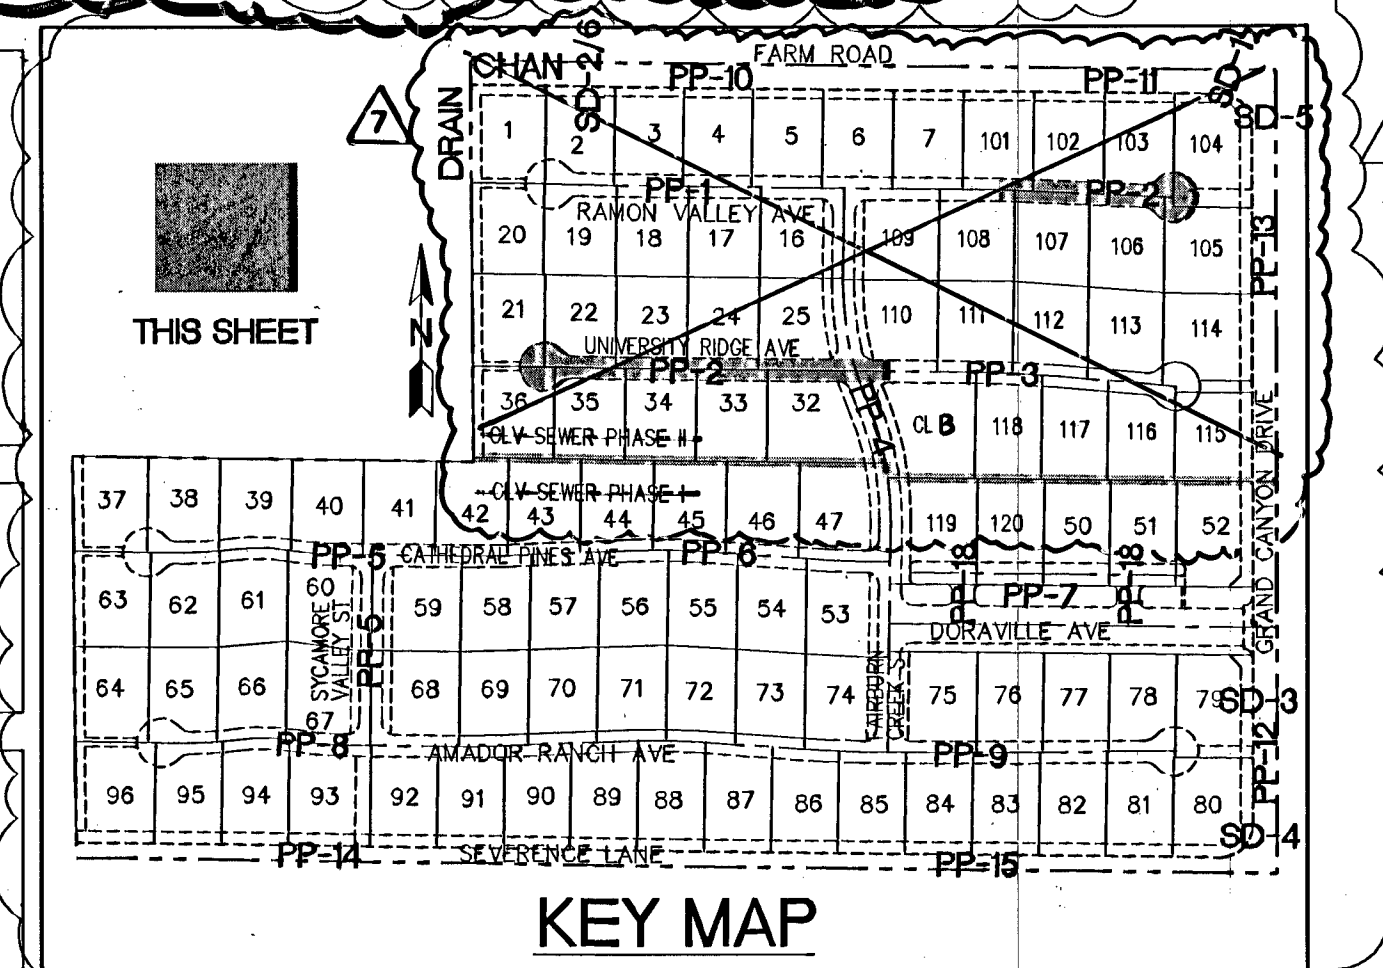 FARM ROAD
CHAN
SD-2/6
PP-10
PP-11
SD-1
SD-5
7
DRAIN
1 2 3 4 5 6 7 101 102 103 104
PP-1
PP-2
RAMON VALLEY AVE
20 19 18 17 16 109 108 107 106 105
PP-13
THIS SHEET
N
21 22 23 24 25 110 111 112 113 114
UNIVERSITY RIDGE AVE
PP-2
PP-3
36 35 34 33 32
PP-4
CL B 118 117 116 115
CLV SEWER PHASE II
CLV SEWER PHASE I
37 38 39 40 41 42 43 44 45 46 47 119 120 50 51 52
GRAND CANYON DRIVE
PP-5
CATHEDRAL PINES AVE
PP-6
PP-18
PP-18
PP-7
63 62 61 60 59 58 57 56 55 54 53
SYCAMORE
VALLEY ST
PP-5
DORAVILLE AVE
64 65 66 67 68 69 70 71 72 73 74 75 76 77 78 79
SD-3
PP-8
AMADOR RANCH AVE
PP-9
PP-12
96 95 94 93 92 91 90 89 88 87 86 85 84 83 82 81 80
SD-4
PP-14
SEVERENCE LANE
PP-15
KEY MAP